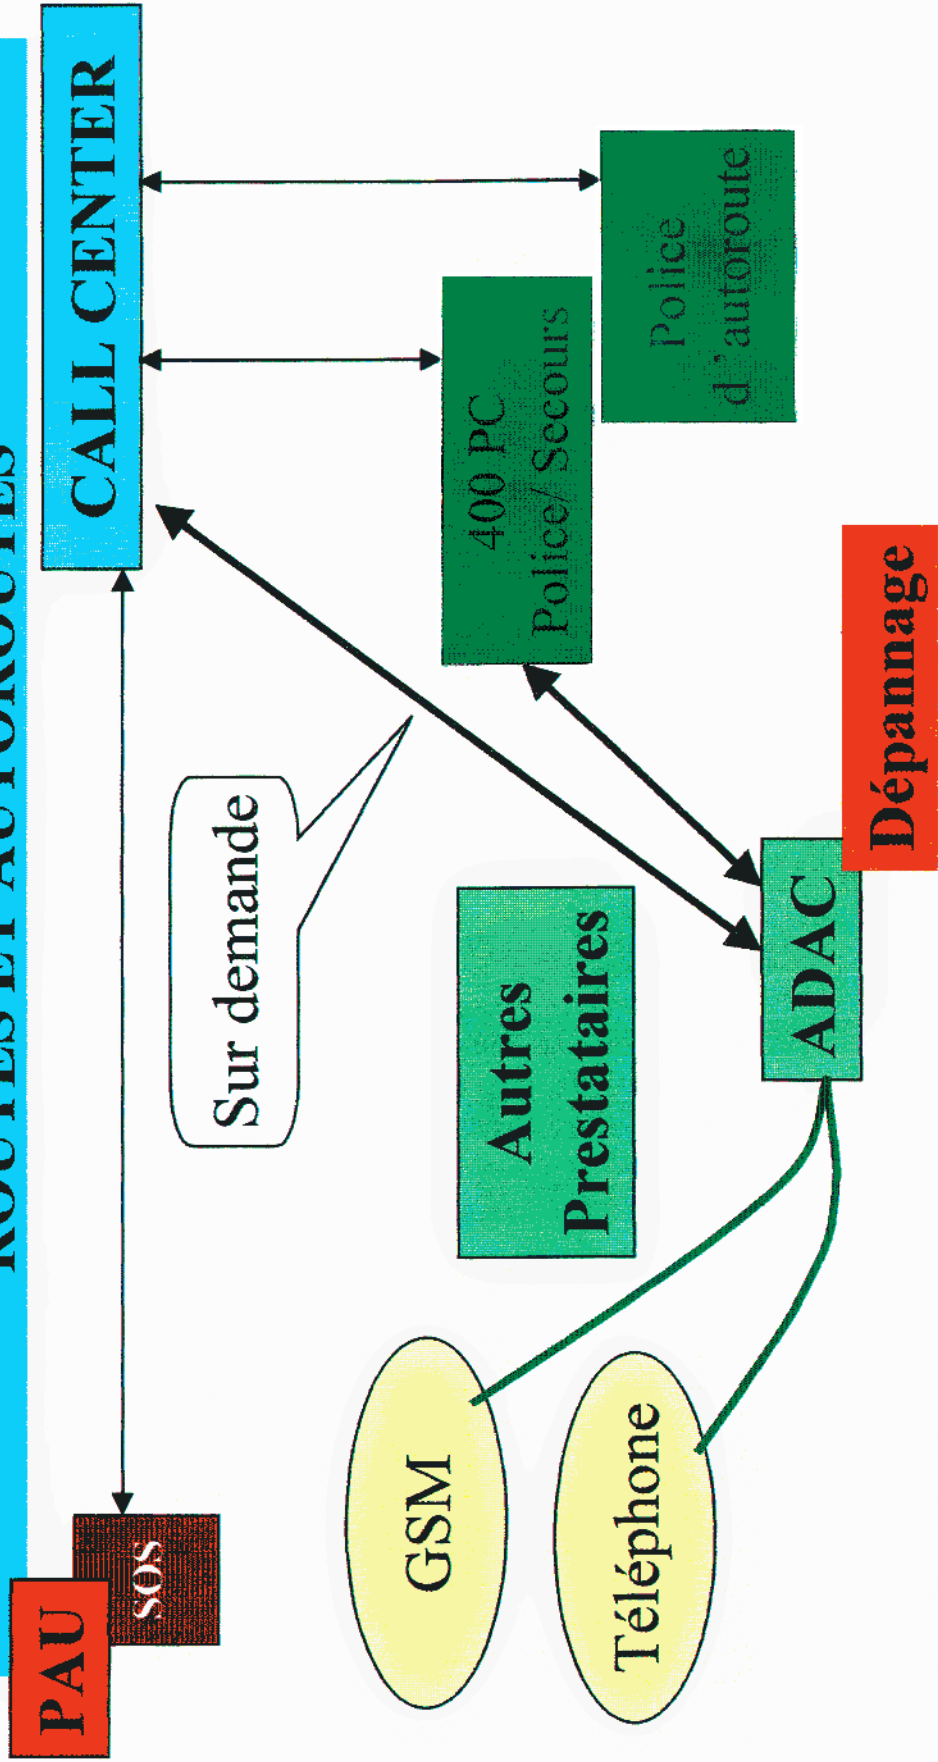 ROUTES ET AUTOROUTES
PAU
SOS
CALL CENTER
Sur demande
GSM
Téléphone
Autres
Prestataires
400 PC
Police/ Secours
Police
d'autoroute
ADAC
Dépannage